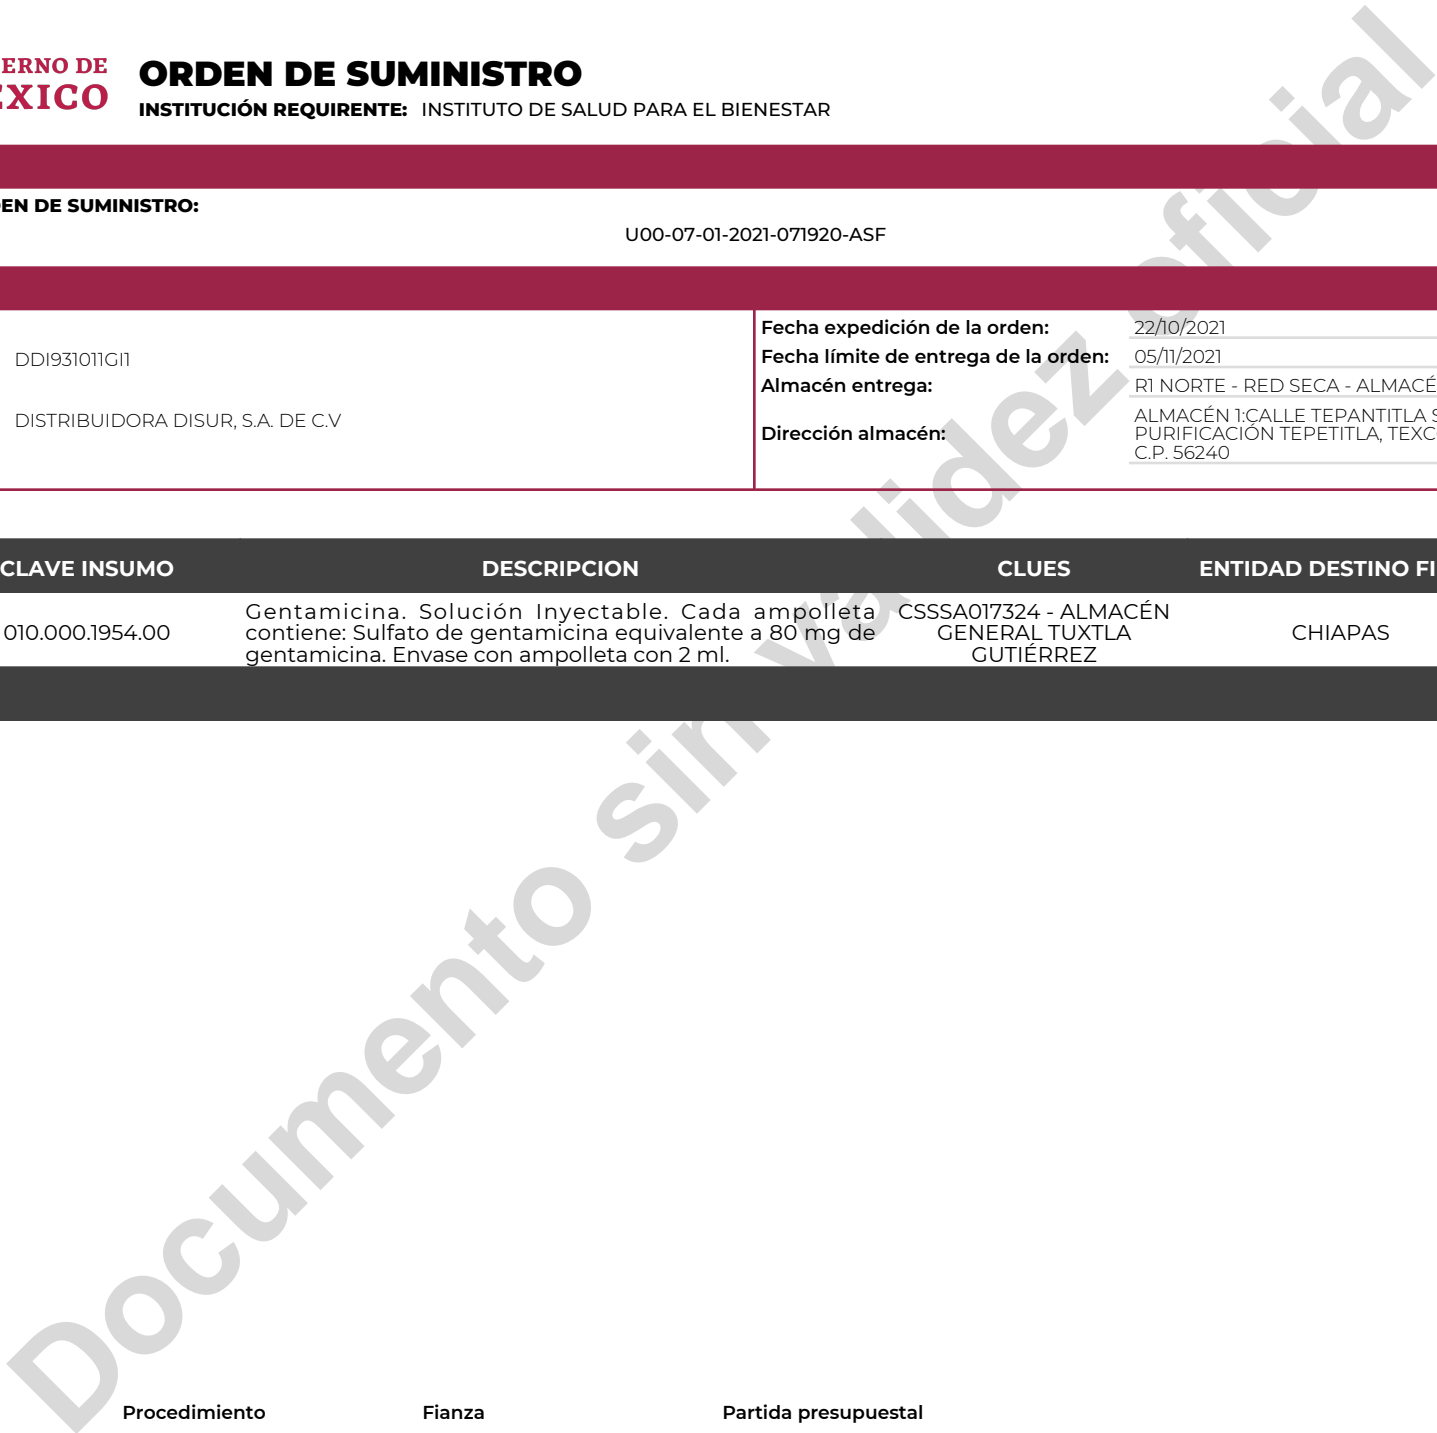 ERNO DE
ÉXICO
ORDEN DE SUMINISTRO
INSTITUCIÓN REQUIRENTE: INSTITUTO DE SALUD PARA EL BIENESTAR
EN DE SUMINISTRO:
U00-07-01-2021-071920-ASF
DDI931011GI1
DISTRIBUIDORA DISUR, S.A. DE C.V
Fecha expedición de la orden: 22/10/2021
Fecha límite de entrega de la orden: 05/11/2021
Almacén entrega: R1 NORTE - RED SECA - ALMACÉ
Dirección almacén:
ALMACÉN 1:CALLE TEPANTITLA S
PURIFICACIÓN TEPETITLA, TEXC
C.P. 56240
CLAVE INSUMO DESCRIPCION CLUES ENTIDAD DESTINO FI
010.000.1954.00
Gentamicina. Solución Inyectable. Cada ampolleta
contiene: Sulfato de gentamicina equivalente a 80 mg de
gentamicina. Envase con ampolleta con 2 ml.
CSSSA017324 - ALMACÉN
GENERAL TUXTLA
GUTIÉRREZ
CHIAPAS
Documento sin validez oficial
Procedimiento Fianza Partida presupuestal